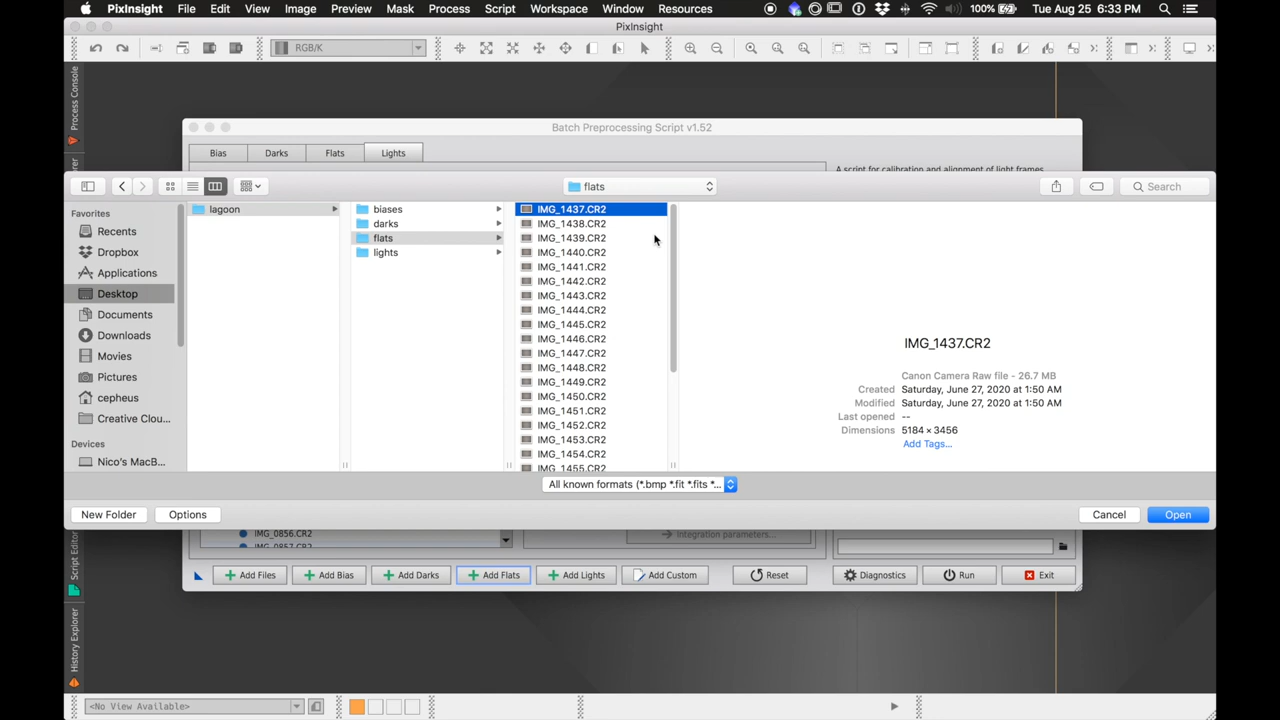 PixInsight File Edit View Image Preview Mask Process Script Workspace Window Resources 100% Tue Aug 25 6:33 PM
PixInsight
RGB/K
Process Console
Batch Preprocessing Script v1.52
Bias Darks Flats Lights
A script for calibration and alignment of light frames
flats
Search
Favorites
Recents
Dropbox
Applications
Desktop
Documents
Downloads
Movies
Pictures
cepheus
Creative Clou...
Devices
Nico's MacB...
lagoon
biases
darks
flats
lights
IMG_1437.CR2
IMG_1438.CR2
IMG_1439.CR2
IMG_1440.CR2
IMG_1441.CR2
IMG_1442.CR2
IMG_1443.CR2
IMG_1444.CR2
IMG_1445.CR2
IMG_1446.CR2
IMG_1447.CR2
IMG_1448.CR2
IMG_1449.CR2
IMG_1450.CR2
IMG_1451.CR2
IMG_1452.CR2
IMG_1453.CR2
IMG_1454.CR2
IMG_1455.CR2
IMG_1437.CR2
Canon Camera Raw file - 26.7 MB
Created Saturday, June 27, 2020 at 1:50 AM
Modified Saturday, June 27, 2020 at 1:50 AM
Last opened --
Dimensions 5184 × 3456
Add Tags...
All known formats (*.bmp *.fit *.fits *...
New Folder Options Cancel Open
IMG_0856.CR2
IMG_0857.CR2
Integration parameters...
Script Editor
Add Files Add Bias Add Darks Add Flats Add Lights Add Custom Reset Diagnostics Run Exit
History Explorer
<No View Available>